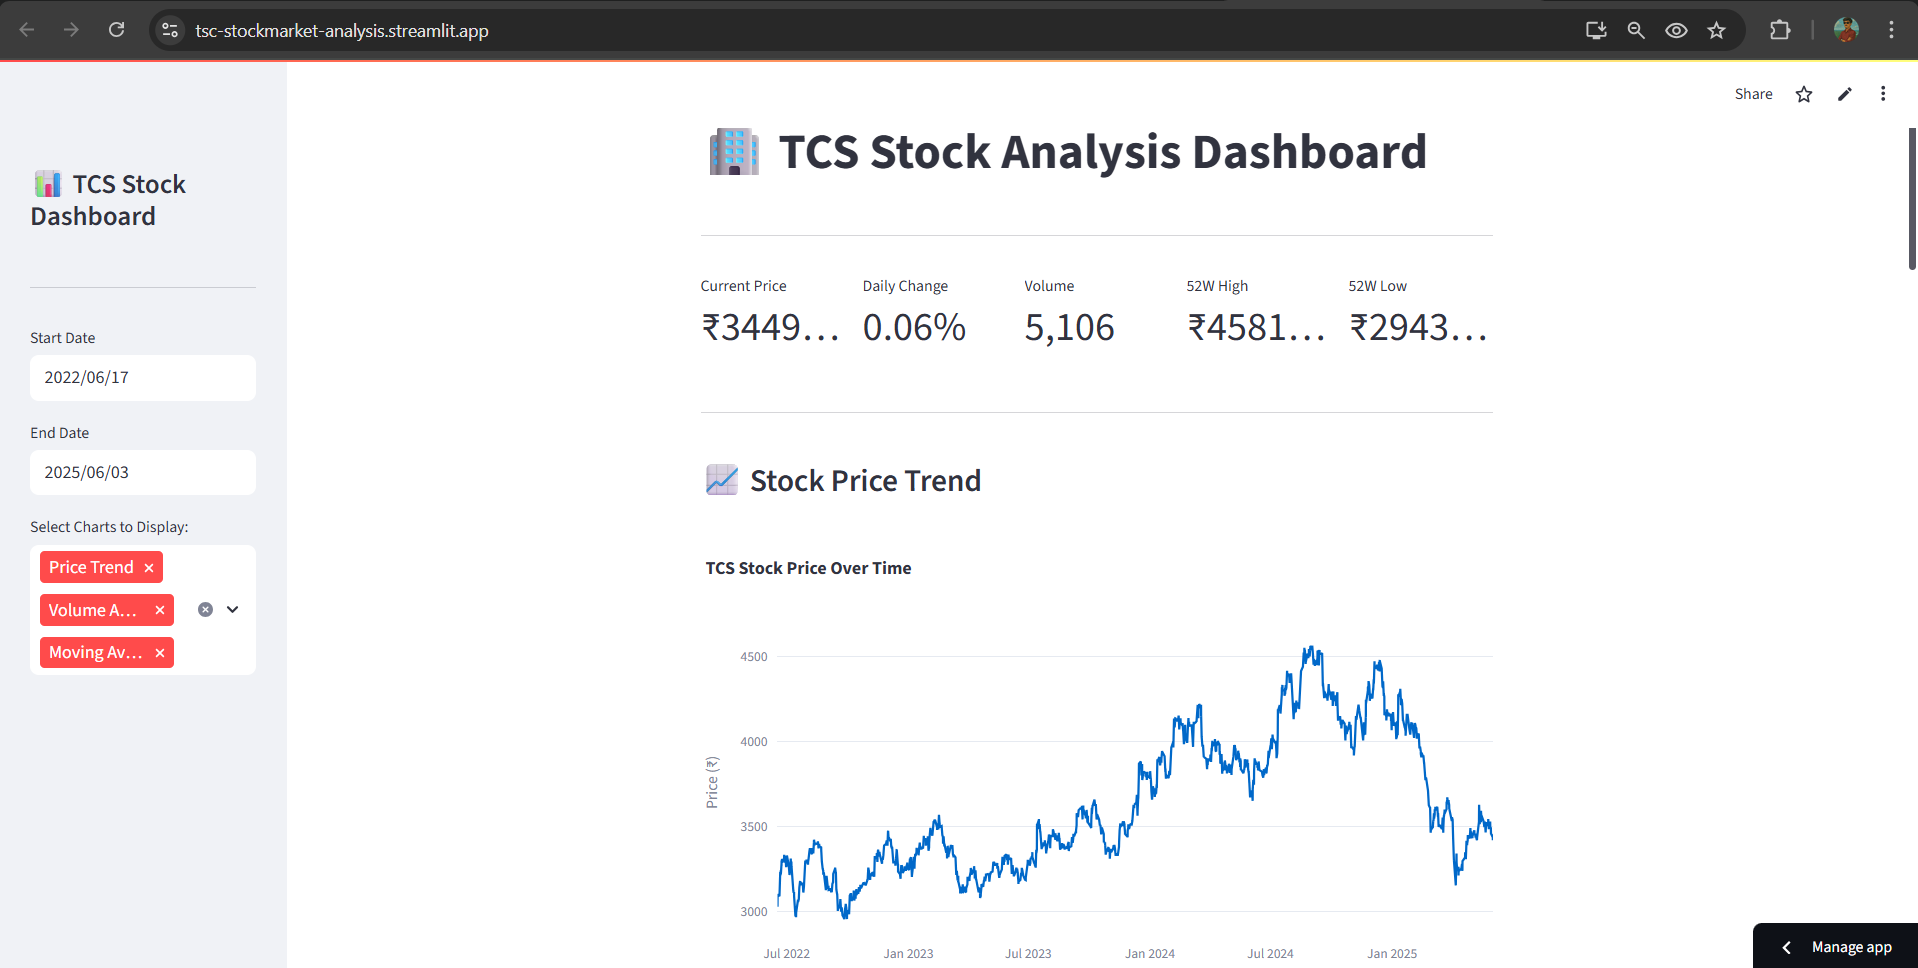 tsc-stockmarket-analysis.streamlit.app
Share
TCS Stock
Dashboard
Start Date
2022/06/17
End Date
2025/06/03
Select Charts to Display:
Price Trend
Volume A...
Moving Av...
TCS Stock Analysis Dashboard
Current Price
₹3449...
Daily Change
0.06%
Volume
5,106
52W High
₹4581...
52W Low
₹2943...
Stock Price Trend
TCS Stock Price Over Time
Price (₹)
4500
4000
3500
3000
Jul 2022 Jan 2023 Jul 2023 Jan 2024 Jul 2024 Jan 2025
Manage app